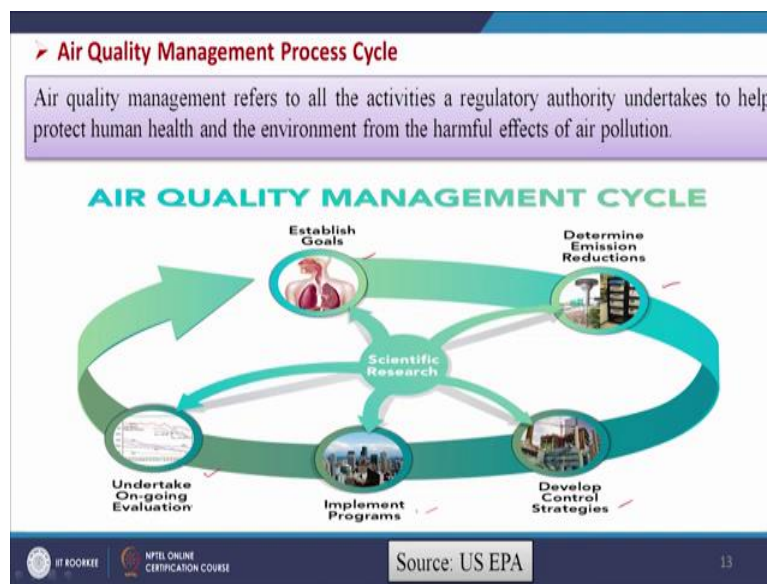 Air Quality Management Process Cycle
Air quality management refers to all the activities a regulatory authority undertakes to help
protect human health and the environment from the harmful effects of air pollution.
AIR QUALITY MANAGEMENT CYCLE
Establish
Goals
Determine
Emission
Reductions
Scientific
Research
Undertake
On-going
Evaluation
Implement
Programs
Develop
Control
Strategies
IIT ROORKEE
NPTEL ONLINE
CERTIFICATION COURSE
Source: US EPA
13